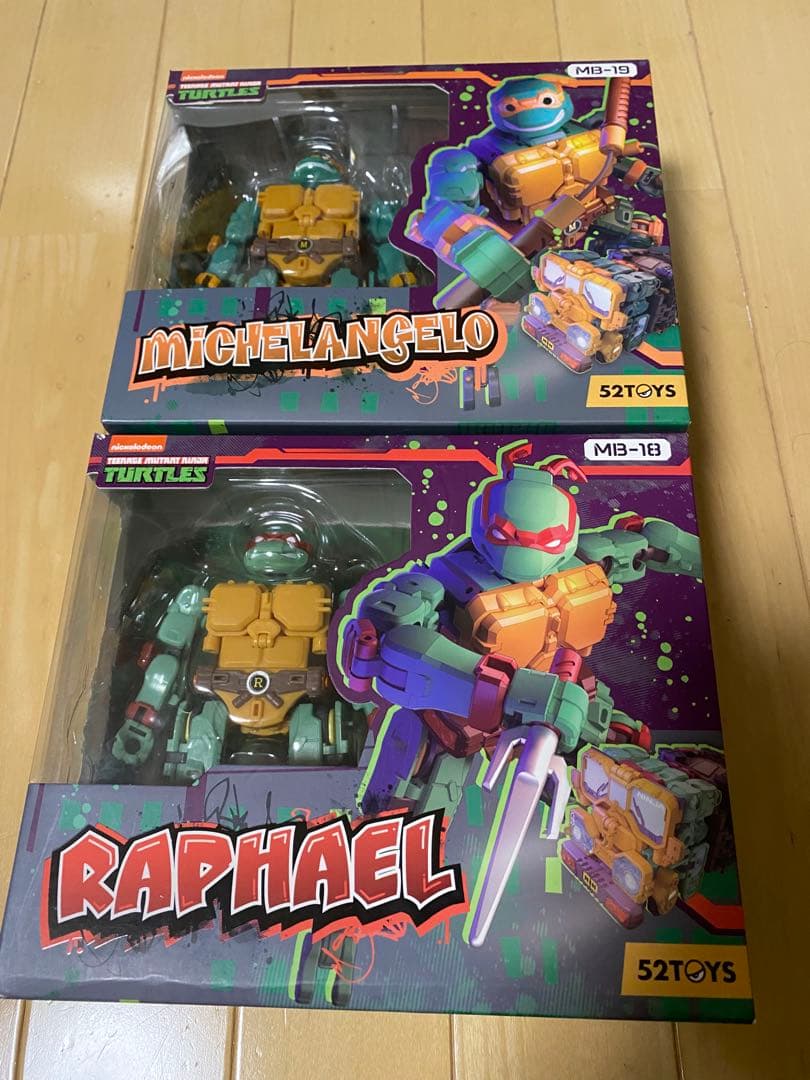 nickelodeon
TEENAGE MUTANT NINJA
TURTLES
MB-19
M
M
MICHELANGELO
52TOYS
nickelodeon
TEENAGE MUTANT NINJA
TURTLES
MB-18
R
RAPHAEL
52TOYS